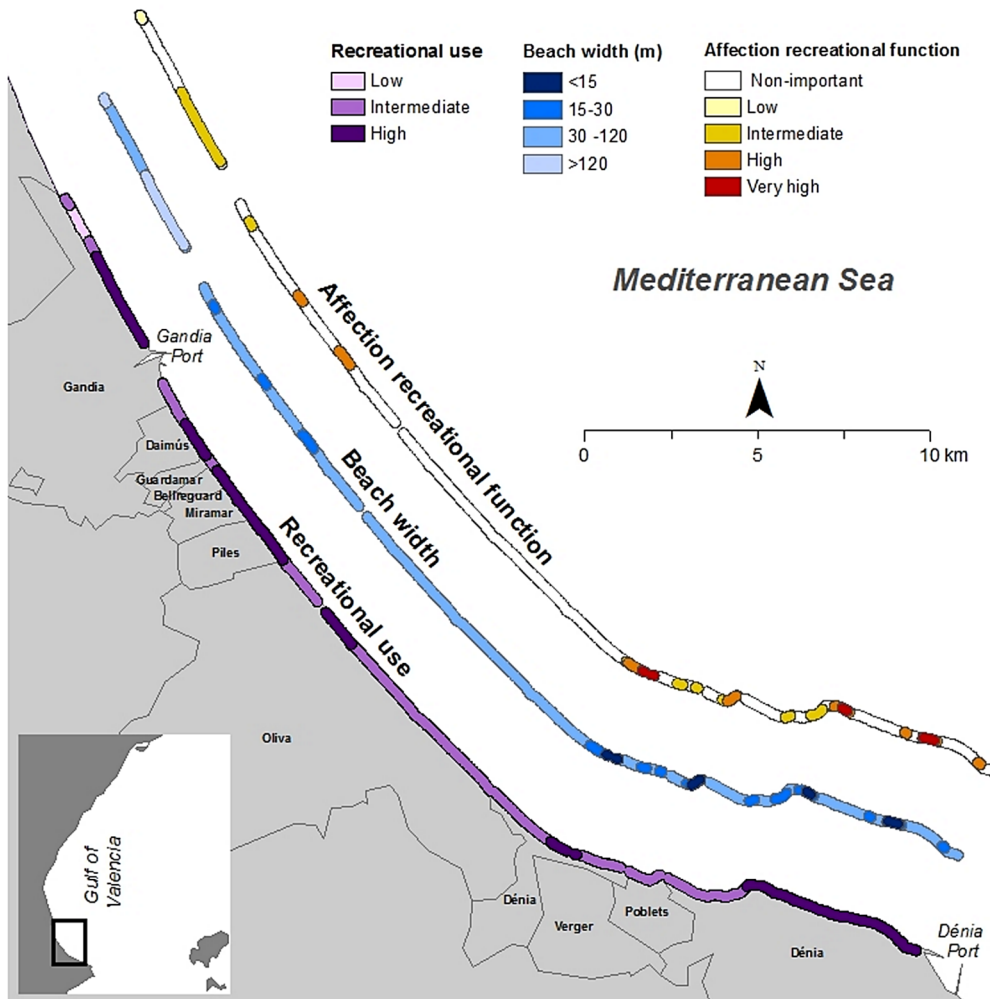 Recreational use
Low
Intermediate
High
Beach width (m)
<15
15-30
30 -120
>120
Affection recreational function
Non-important
Low
Intermediate
High
Very high
Mediterranean Sea
N
0 5 10 km
Affection recreational function
Beach width
Recreational use
Gandia
Port
Gandia
Daimús
Guardamar
Bellreguard
Miramar
Piles
Oliva
Dénia
Verger
Poblets
Dénia
Dénia
Port
Gulf of
Valencia